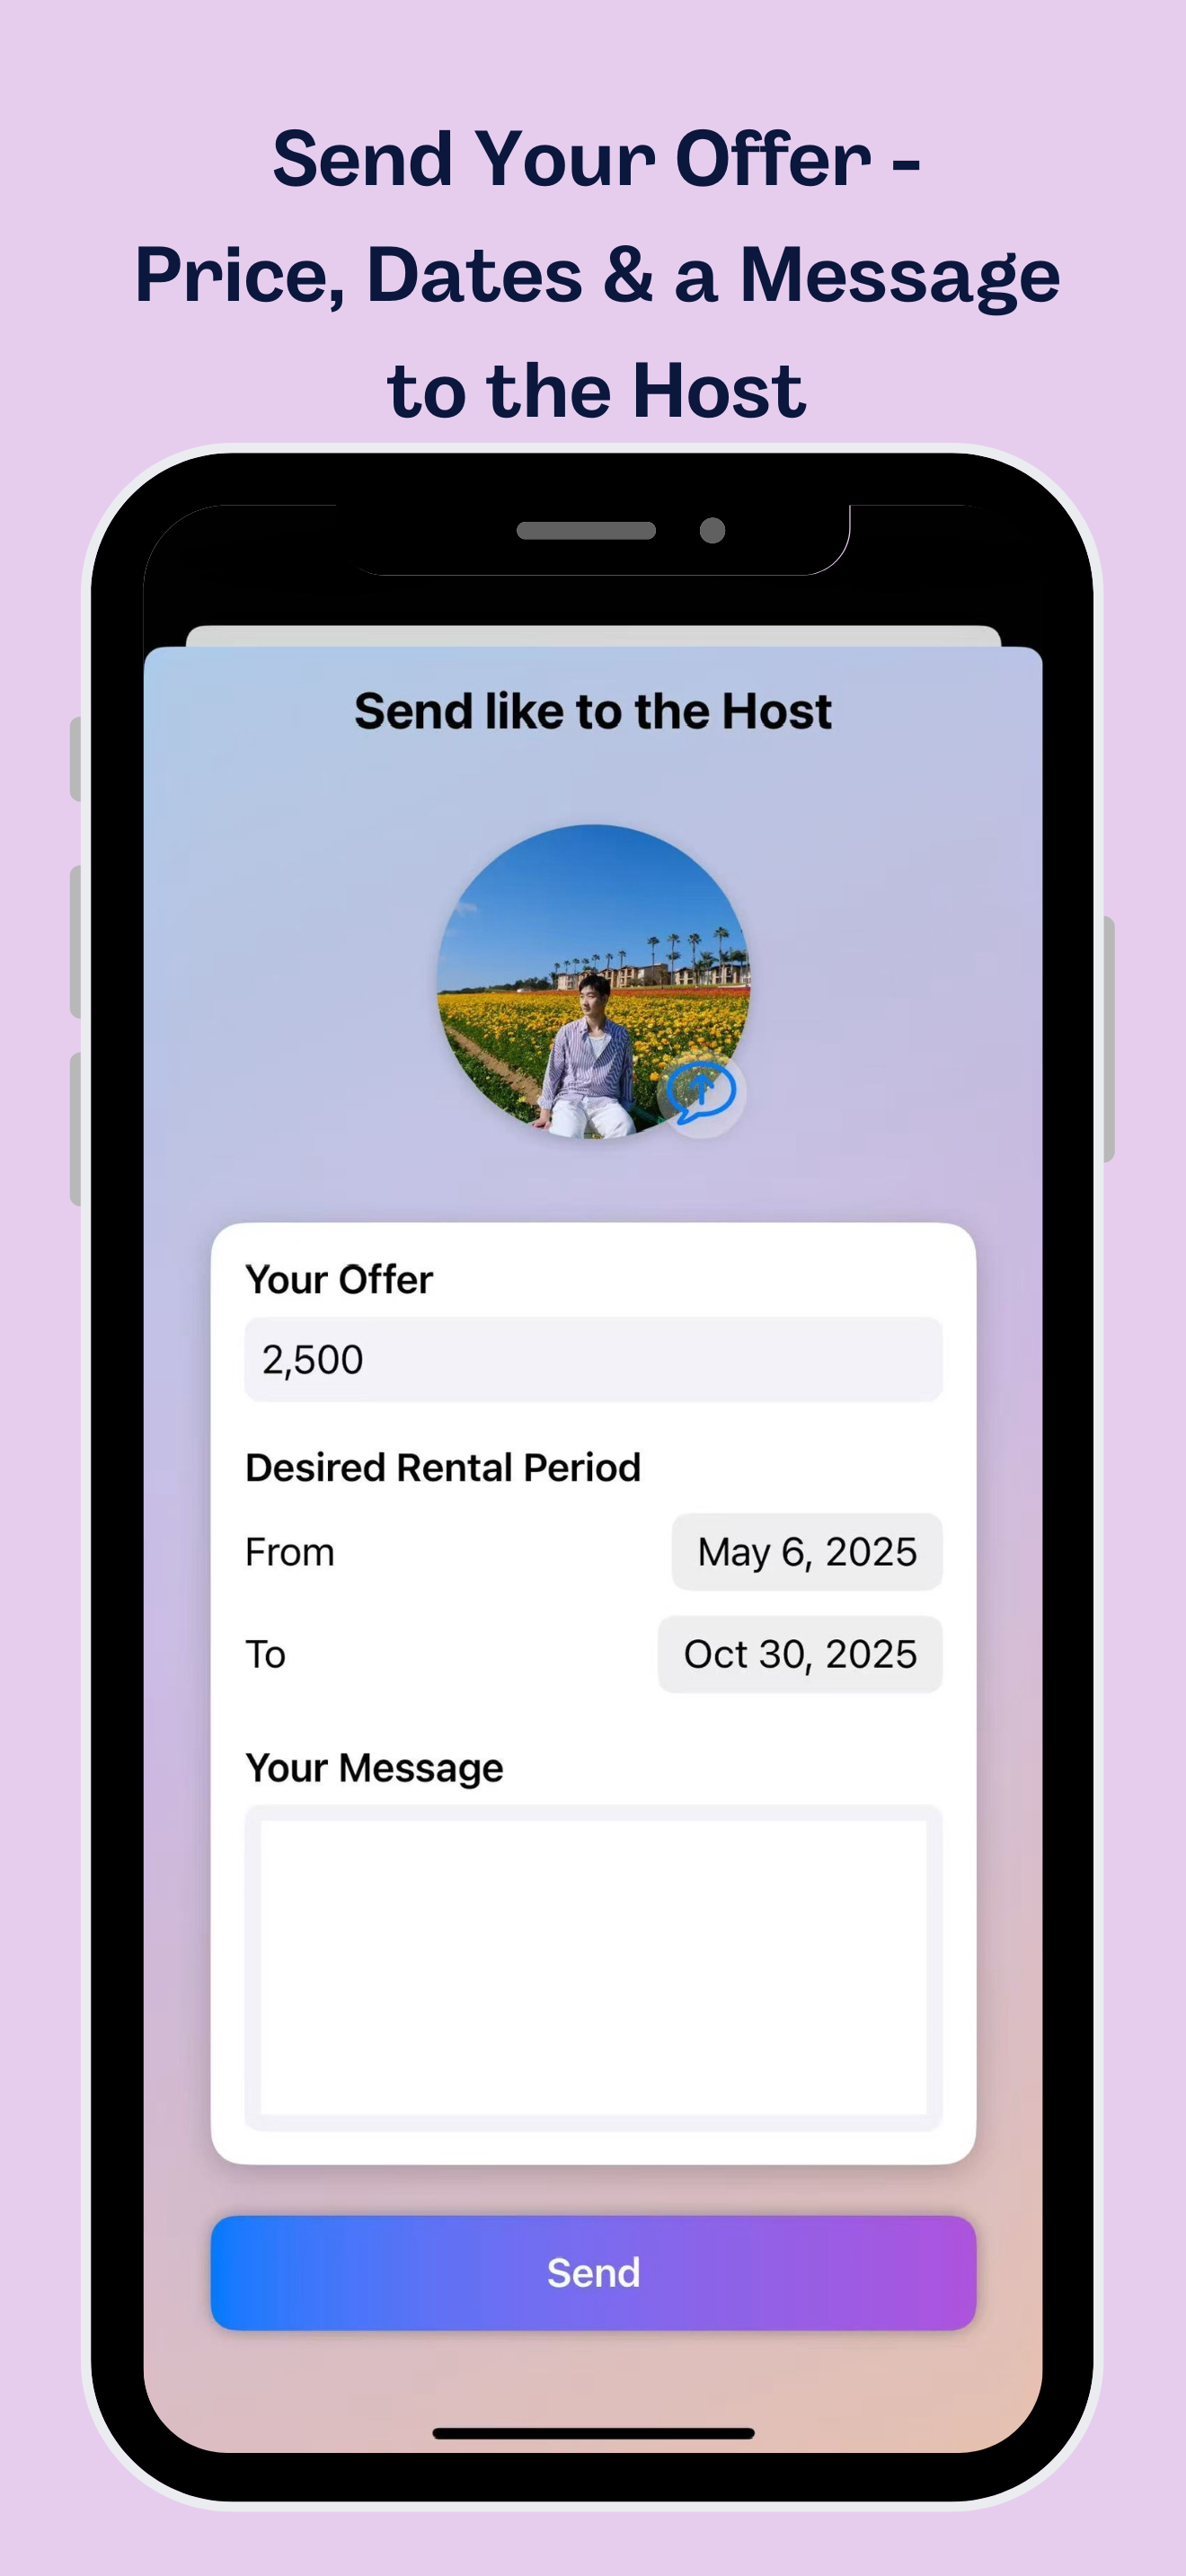 Send Your Offer -
Price, Dates & a Message
to the Host
Send like to the Host
Your Offer
2,500
Desired Rental Period
From
May 6, 2025
To
Oct 30, 2025
Your Message
Send